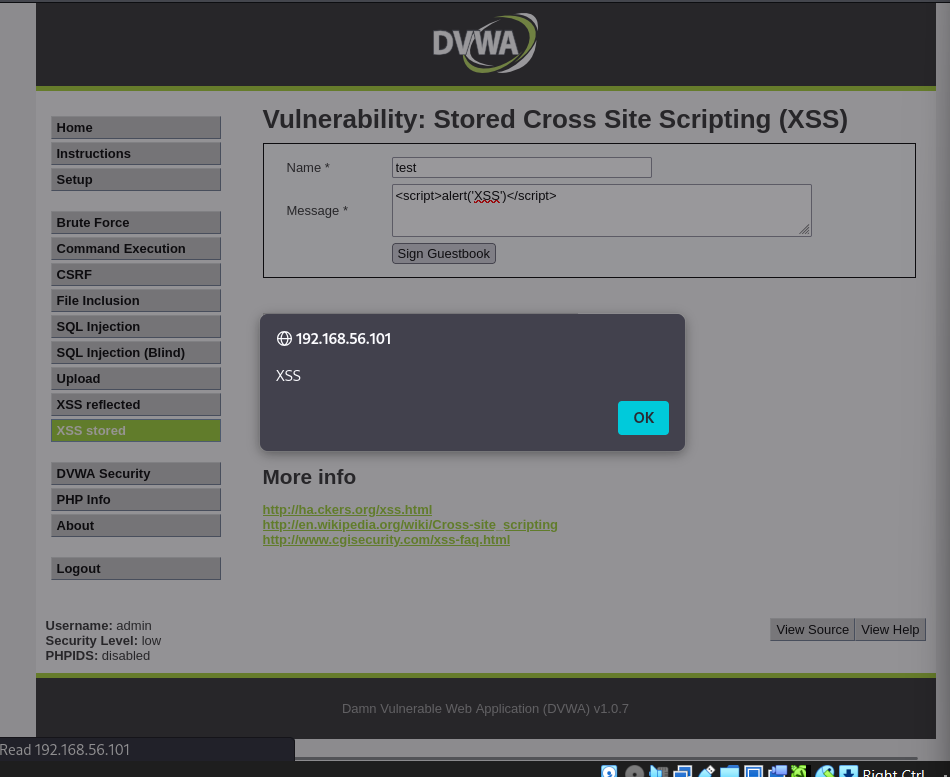 DVWA
Home
Instructions
Setup
Brute Force
Command Execution
CSRF
File Inclusion
SQL Injection
SQL Injection (Blind)
Upload
XSS reflected
XSS stored
DVWA Security
PHP Info
About
Logout
Vulnerability: Stored Cross Site Scripting (XSS)
Name * test
Message * <script>alert('XSS')</script>
Sign Guestbook
192.168.56.101
XSS
OK
More info
http://ha.ckers.org/xss.html
http://en.wikipedia.org/wiki/Cross-site_scripting
http://www.cgisecurity.com/xss-faq.html
Username: admin
Security Level: low
PHPIDS: disabled
View Source View Help
Damn Vulnerable Web Application (DVWA) v1.0.7
Read 192.168.56.101
Right Ctrl